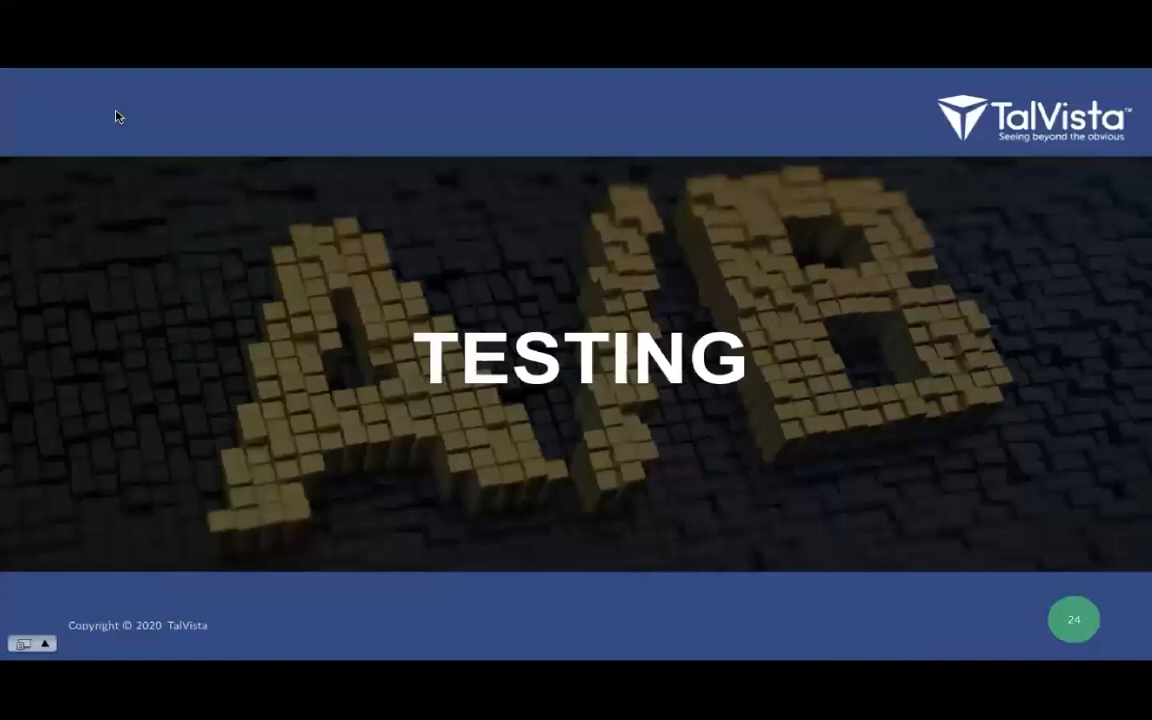 TalVista™
Seeing beyond the obvious
A/B
TESTING
Copyright © 2020 TalVista
24